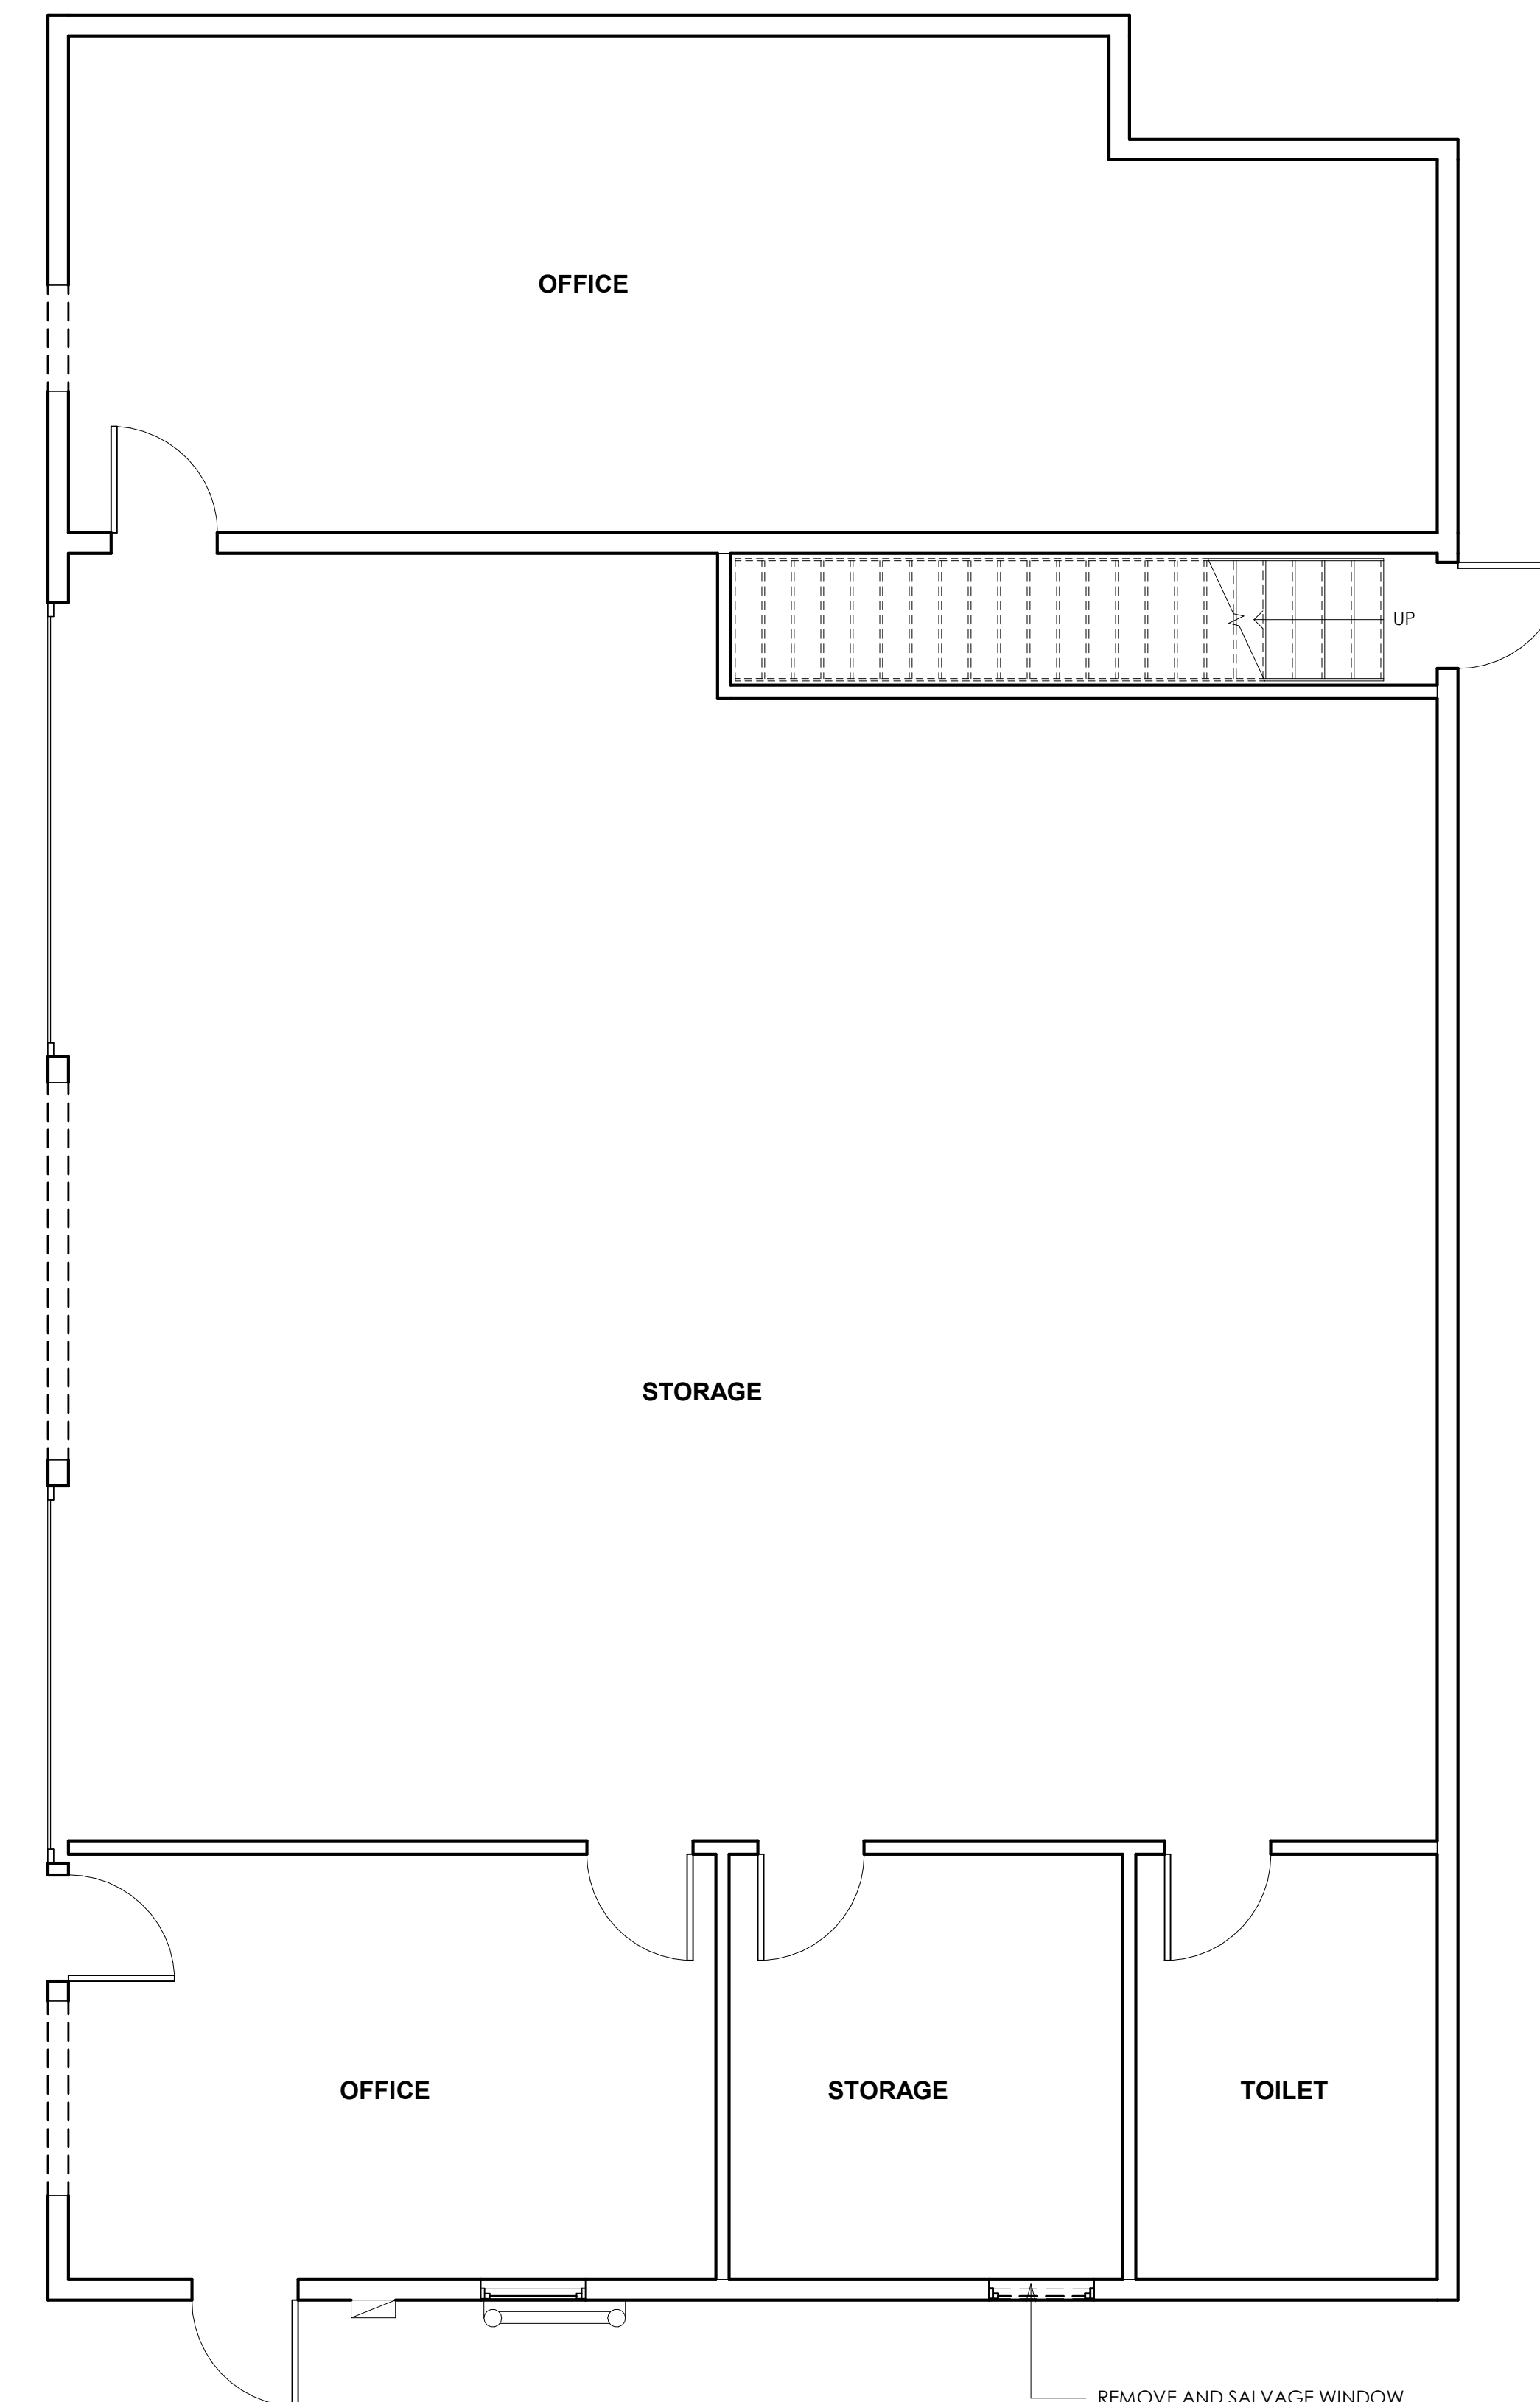 OFFICE
UP
STORAGE
OFFICE
STORAGE
TOILET
REMOVE AND SALVAGE WINDOW